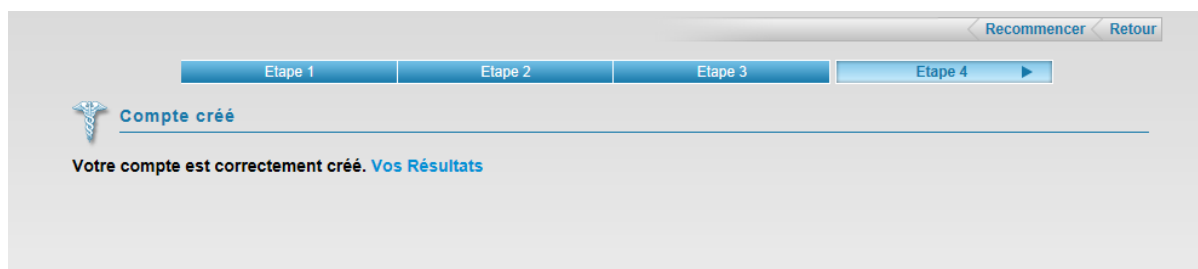 Recommencer Retour
Etape 1 Etape 2 Etape 3 Etape 4
Compte créé
Votre compte est correctement créé. Vos Résultats